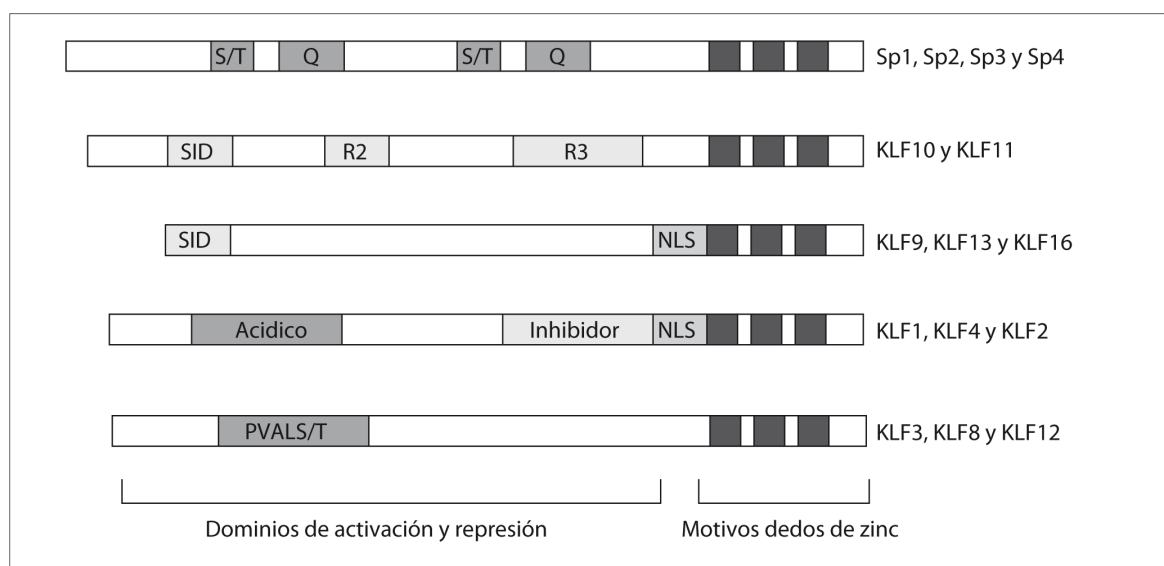 S/T Q S/T Q Sp1, Sp2, Sp3 y Sp4
SID R2 R3 KLF10 y KLF11
SID NLS KLF9, KLF13 y KLF16
Acidico Inhibidor NLS KLF1, KLF4 y KLF2
PVALS/T KLF3, KLF8 y KLF12
Dominios de activación y represión Motivos dedos de zinc